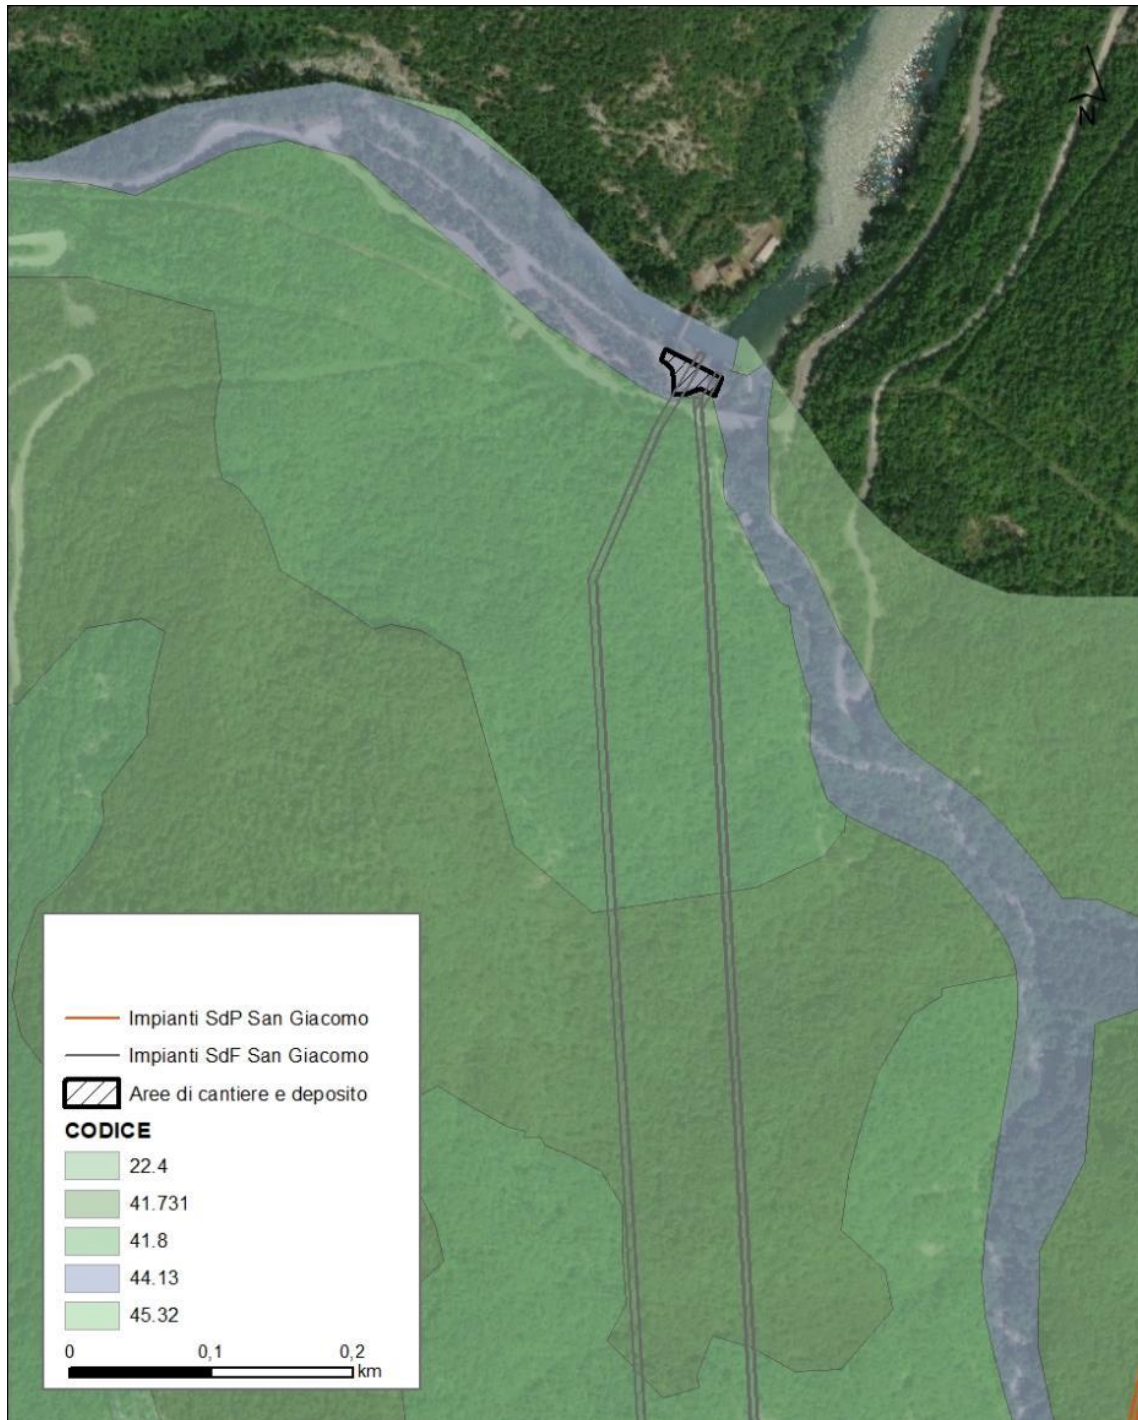 N
Impianti SdP San Giacomo
Impianti SdF San Giacomo
Aree di cantiere e deposito
CODICE
22.4
41.731
41.8
44.13
45.32
0 0,1 0,2
km